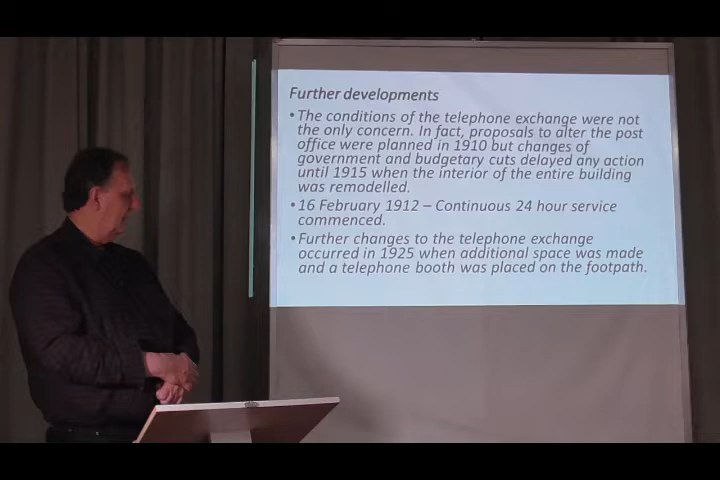 Further developments
• The conditions of the telephone exchange were not
the only concern. In fact, proposals to alter the post
office were planned in 1910 but changes of
government and budgetary cuts delayed any action
until 1915 when the interior of the entire building
was remodelled.
• 16 February 1912 – Continuous 24 hour service
commenced.
• Further changes to the telephone exchange
occurred in 1925 when additional space was made
and a telephone booth was placed on the footpath.